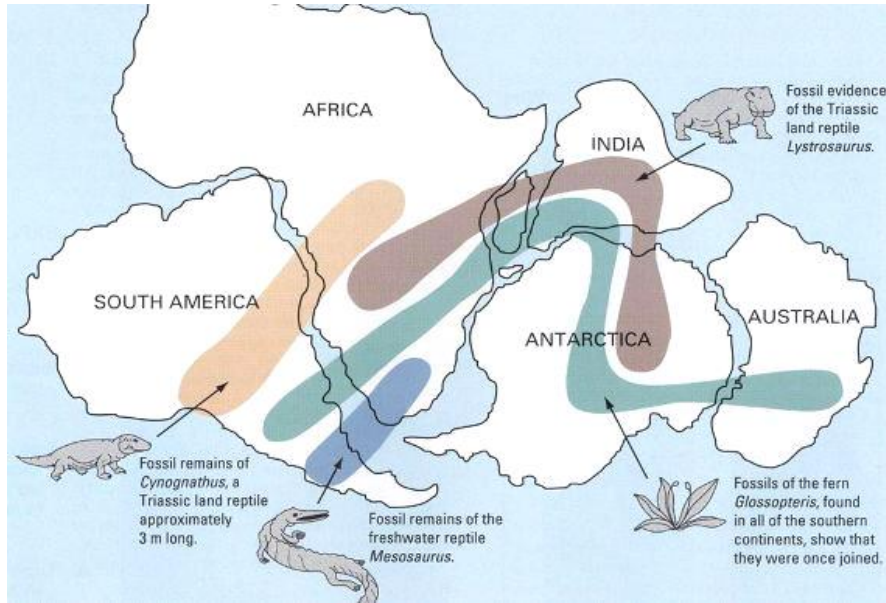 AFRICA
INDIA
Fossil evidence
of the Triassic
land reptile
Lystrosaurus.
SOUTH AMERICA
ANTARCTICA
AUSTRALIA
Fossil remains of
Cynognathus, a
Triassic land reptile
approximately
3 m long.
Fossil remains of the
freshwater reptile
Mesosaurus.
Fossils of the fern
Glossopteris, found
in all of the southern
continents, show that
they were once joined.